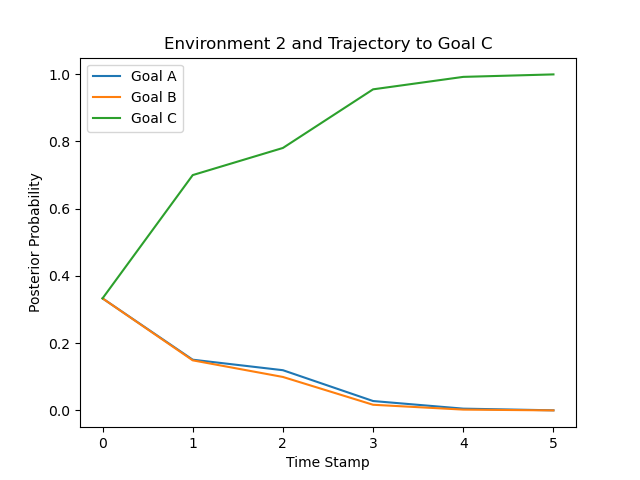 Environment 2 and Trajectory to Goal C
Goal A
Goal B
Goal C
1.0
0.8
0.6
0.4
0.2
0.0
Posterior Probability
0 1 2 3 4 5
Time Stamp